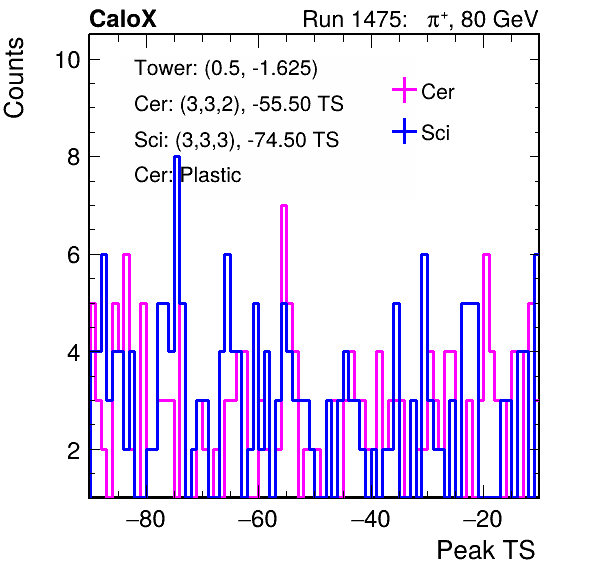 CaloX Run 1475: π⁺, 80 GeV
Counts
Tower: (0.5, -1.625)
Cer: (3,3,2), -55.50 TS
Sci: (3,3,3), -74.50 TS
Cer: Plastic
Cer
Sci
10
8
6
4
2
−80 −60 −40 −20
Peak TS